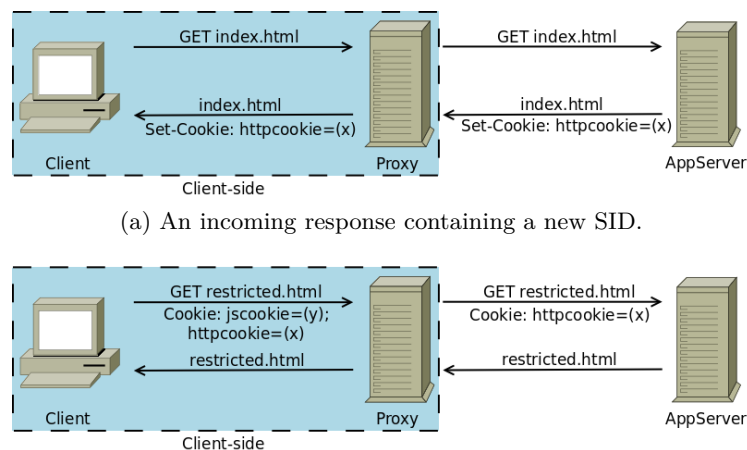 GET index.html
GET index.html
index.html
Set-Cookie: httpcookie=(x)
index.html
Set-Cookie: httpcookie=(x)
Client
Proxy
AppServer
Client-side
(a) An incoming response containing a new SID.
GET restricted.html
Cookie: jscookie=(y);
httpcookie=(x)
GET restricted.html
Cookie: httpcookie=(x)
restricted.html
restricted.html
Client
Proxy
AppServer
Client-side